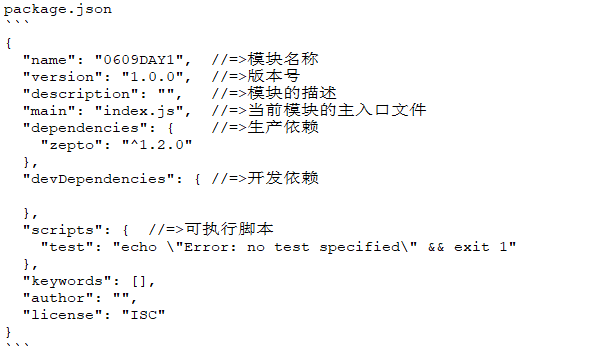 package.json
```
{
  "name": "0609DAY1",  //=>模块名称
  "version": "1.0.0",  //=>版本号
  "description": "",   //=>模块的描述
  "main": "index.js",  //=>当前模块的主入口文件
  "dependencies": {    //=>生产依赖
    "zepto": "^1.2.0"
  },
  "devDependencies": { //=>开发依赖

  },
  "scripts": {  //=>可执行脚本
    "test": "echo \"Error: no test specified\" && exit 1"
  },
  "keywords": [],
  "author": "",
  "license": "ISC"
}
```